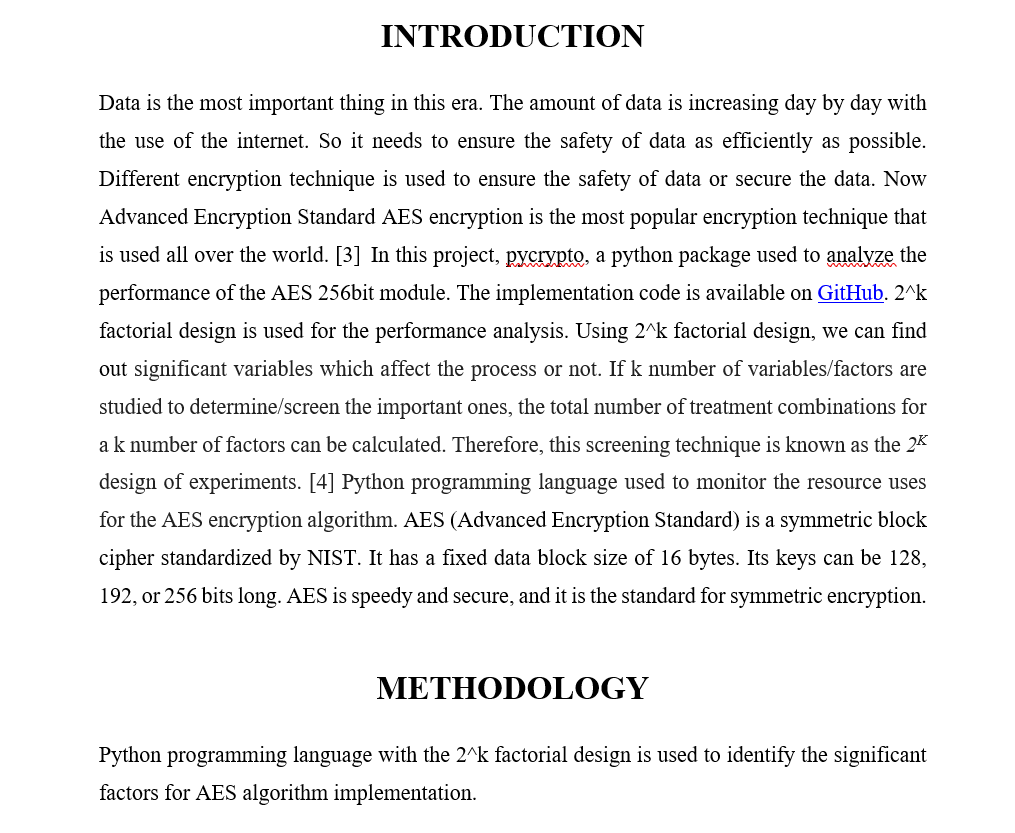 INTRODUCTION
Data is the most important thing in this era. The amount of data is increasing day by day with
the use of the internet. So it needs to ensure the safety of data as efficiently as possible.
Different encryption technique is used to ensure the safety of data or secure the data. Now
Advanced Encryption Standard AES encryption is the most popular encryption technique that
is used all over the world. [3] In this project, pycrypto, a python package used to analyze the
performance of the AES 256bit module. The implementation code is available on GitHub. 2^k
factorial design is used for the performance analysis. Using 2^k factorial design, we can find
out significant variables which affect the process or not. If k number of variables/factors are
studied to determine/screen the important ones, the total number of treatment combinations for
a k number of factors can be calculated. Therefore, this screening technique is known as the 2ᴷ
design of experiments. [4] Python programming language used to monitor the resource uses
for the AES encryption algorithm. AES (Advanced Encryption Standard) is a symmetric block
cipher standardized by NIST. It has a fixed data block size of 16 bytes. Its keys can be 128,
192, or 256 bits long. AES is speedy and secure, and it is the standard for symmetric encryption.
METHODOLOGY
Python programming language with the 2^k factorial design is used to identify the significant
factors for AES algorithm implementation.